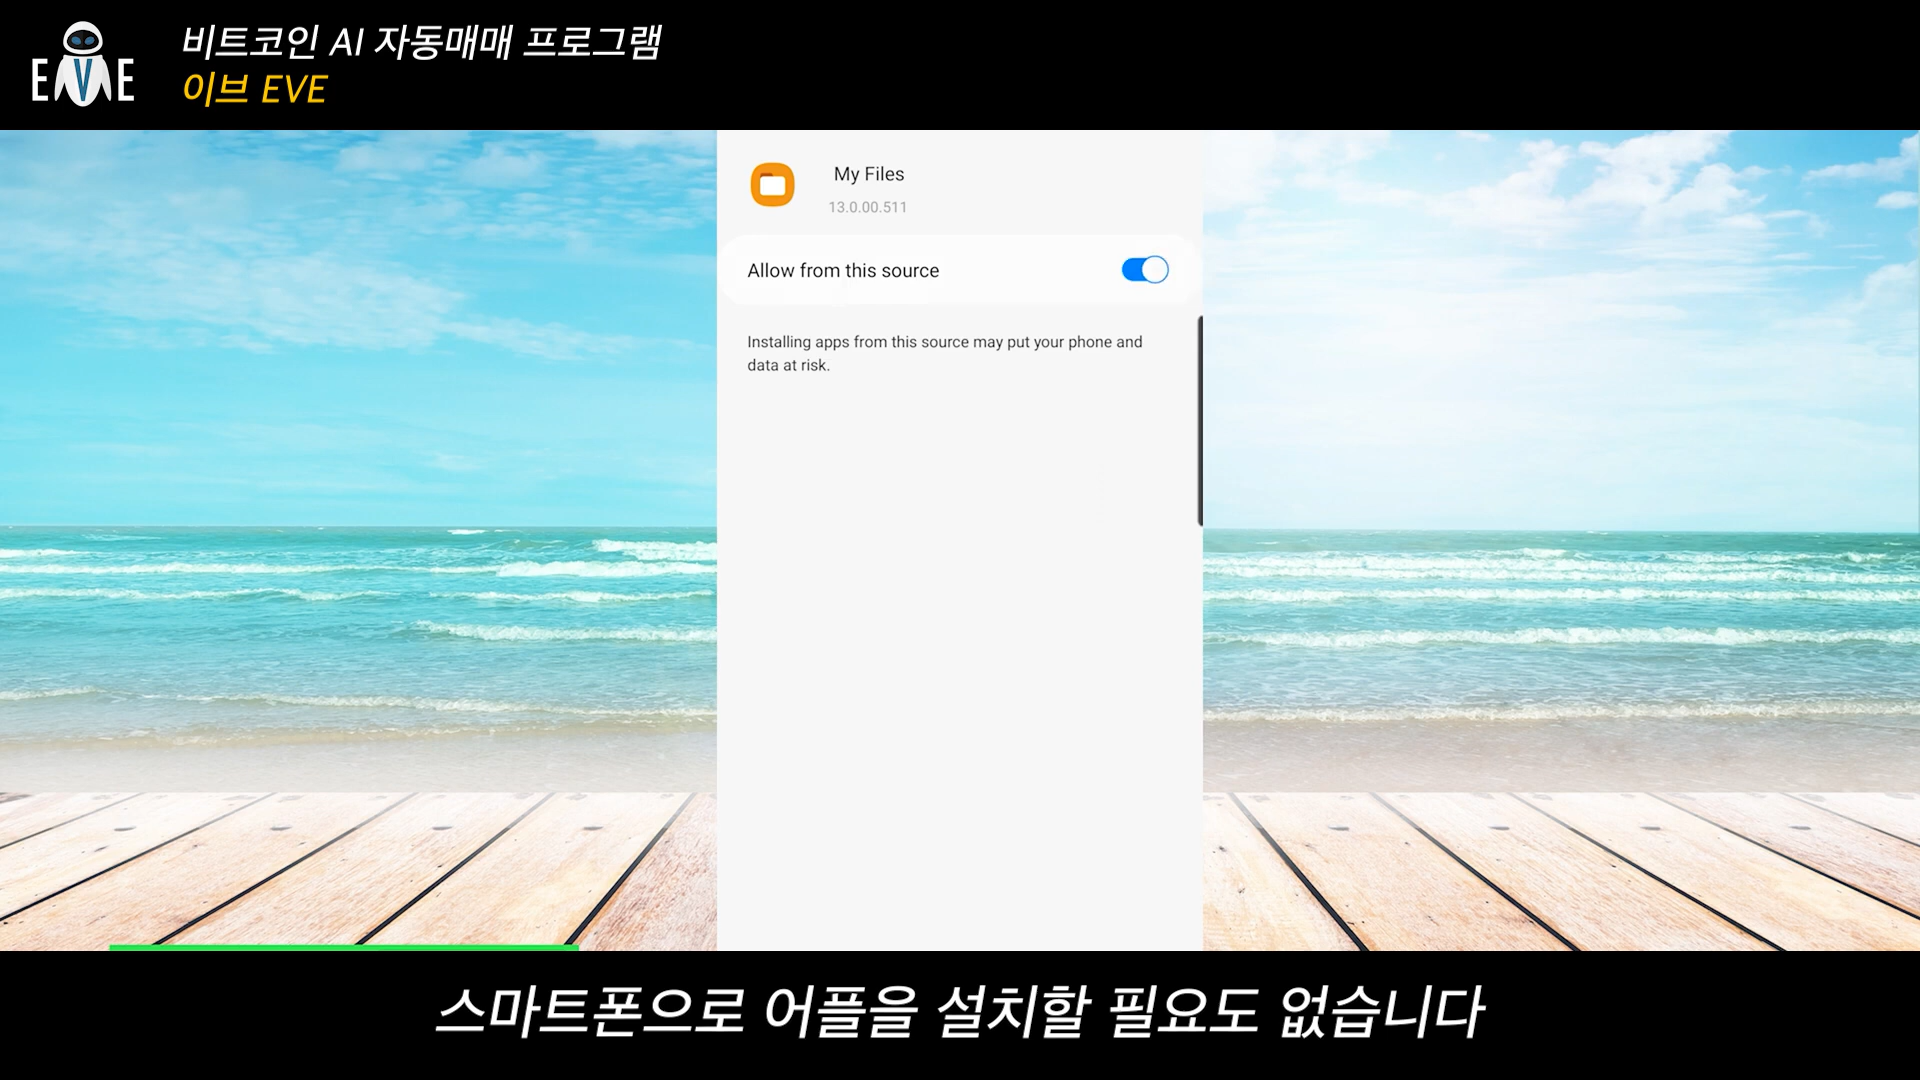 EVE
비트코인 AI 자동매매 프로그램
이브 EVE
My Files
13.0.00.511
Allow from this source
Installing apps from this source may put your phone and
data at risk.
스마트폰으로 어플을 설치할 필요도 없습니다